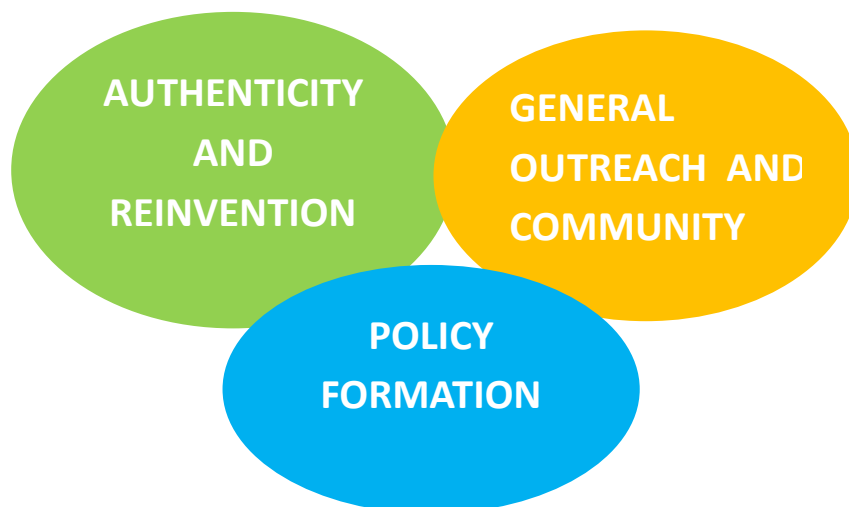 AUTHENTICITY
AND
REINVENTION
GENERAL
OUTREACH AND
COMMUNITY
POLICY
FORMATION